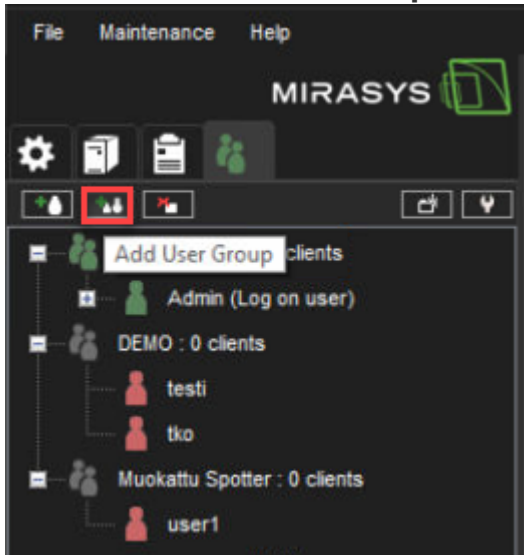 File Maintenance Help
MIRASYS
Add User Group clients
Admin (Log on user)
DEMO : 0 clients
testi
tko
Muokattu Spotter : 0 clients
user1